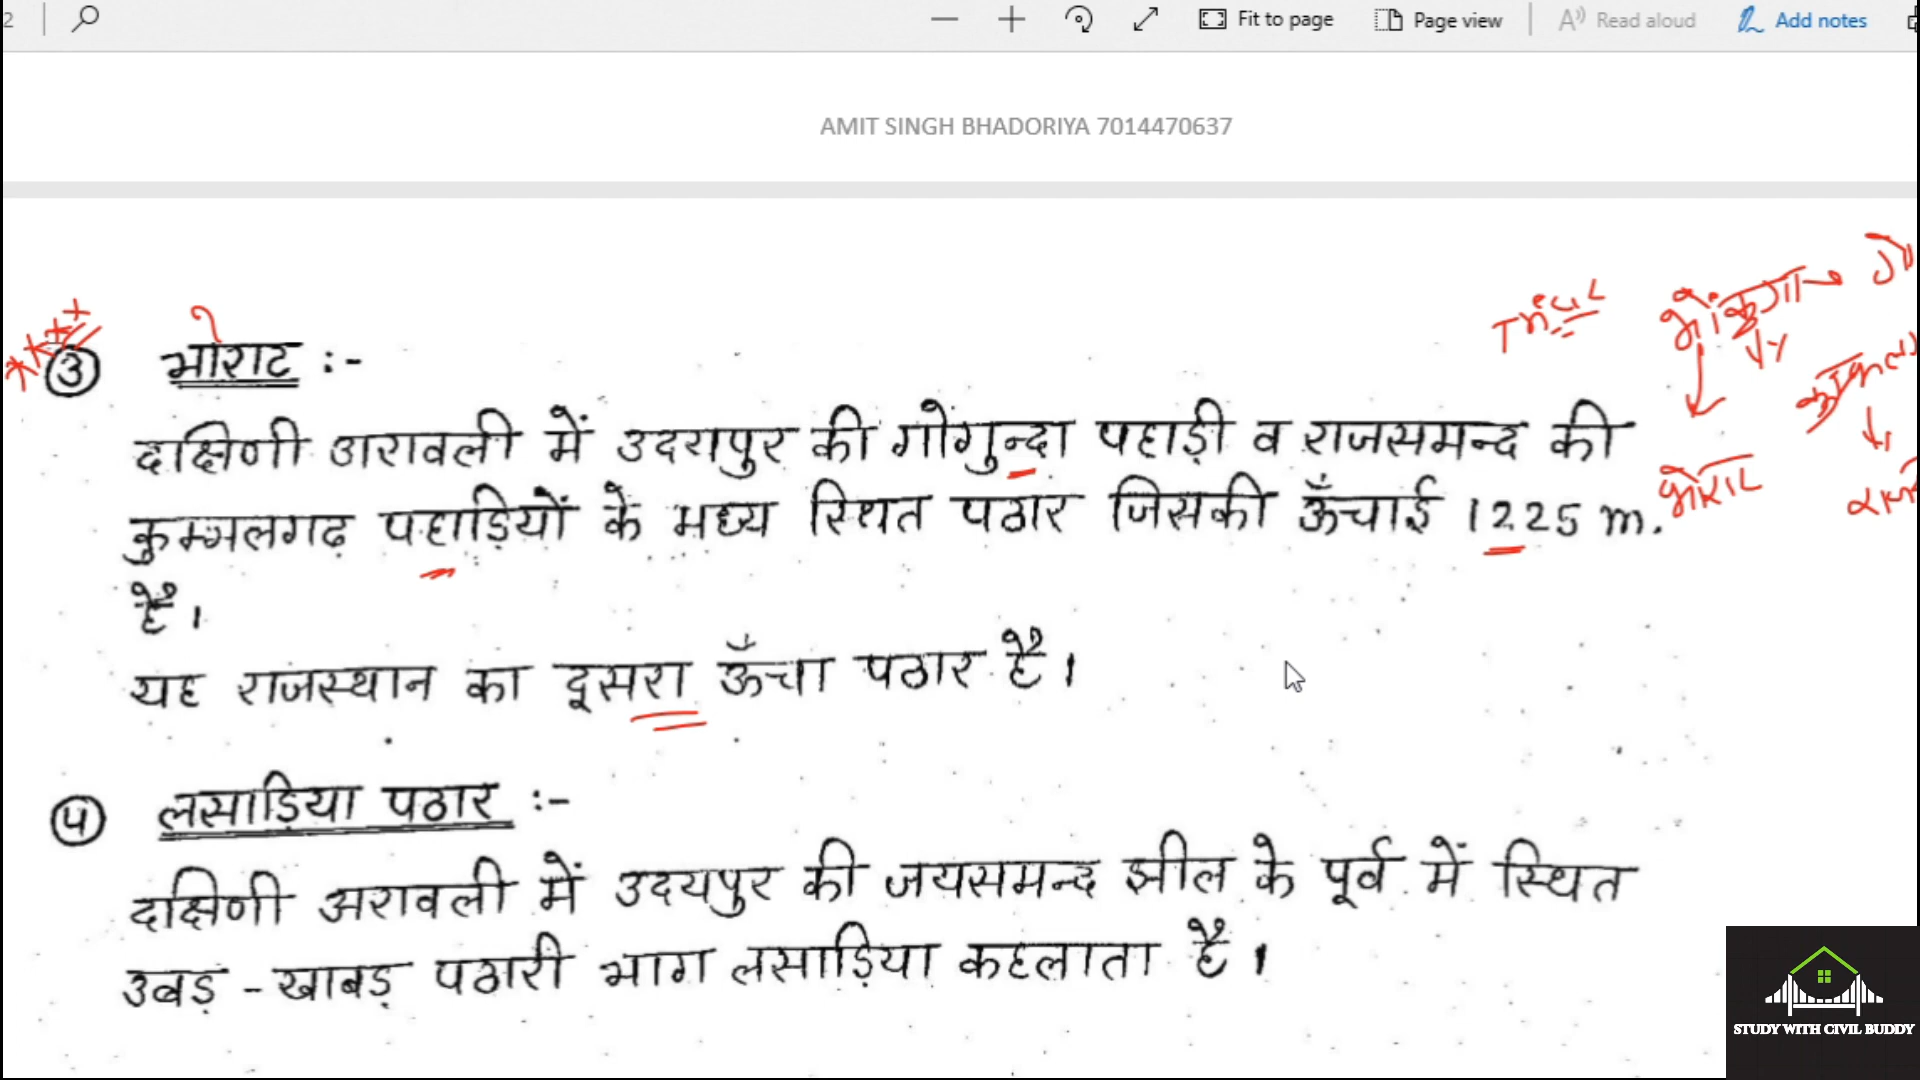 2
Fit to page
Page view
Read aloud
Add notes
AMIT SINGH BHADORIYA 7014470637
Trick
③ भोराट :-
दक्षिणी अरावली में उदयपुर की गोगुन्दा पहाड़ी व राजसमन्द की
कुम्भलगढ़ पहाड़ियों के मध्य स्थित पठार जिसकी ऊँचाई 1225 m.
है।
यह राजस्थान का दूसरा ऊँचा पठार है।
भोराट
④ लसाड़िया पठार :-
दक्षिणी अरावली में उदयपुर की जयसमन्द झील के पूर्व में स्थित
उबड़ - खाबड़ पठारी भाग लसाड़िया कहलाता है।
STUDY WITH CIVIL BUDDY